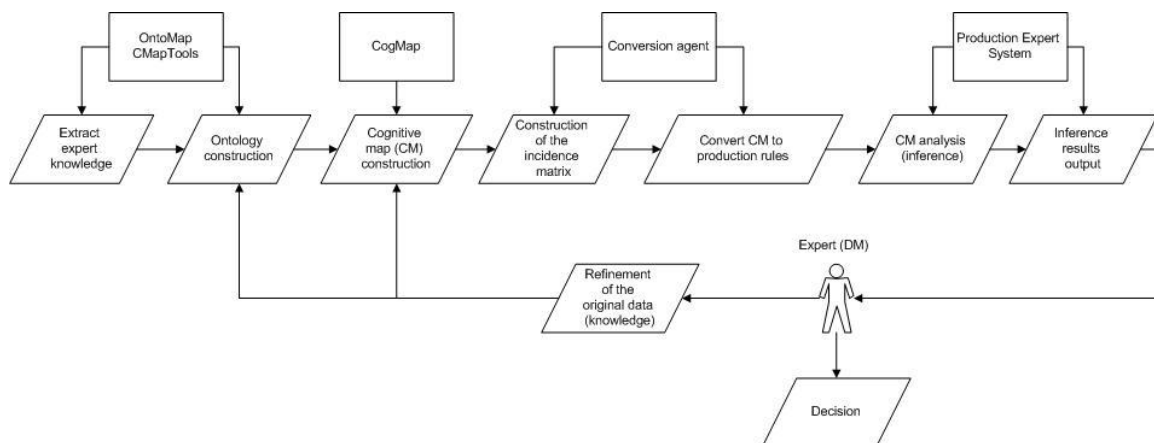 OntoMap
CMapTools
CogMap
Conversion agent
Production Expert
System
Extract
expert
knowledge
Ontology
construction
Cognitive
map (CM)
construction
Construction
of the
incidence
matrix
Convert CM to
production rules
CM analysis
(inference)
Inference
results
output
Expert (DM)
Refinement
of the
original data
(knowledge)
Decision